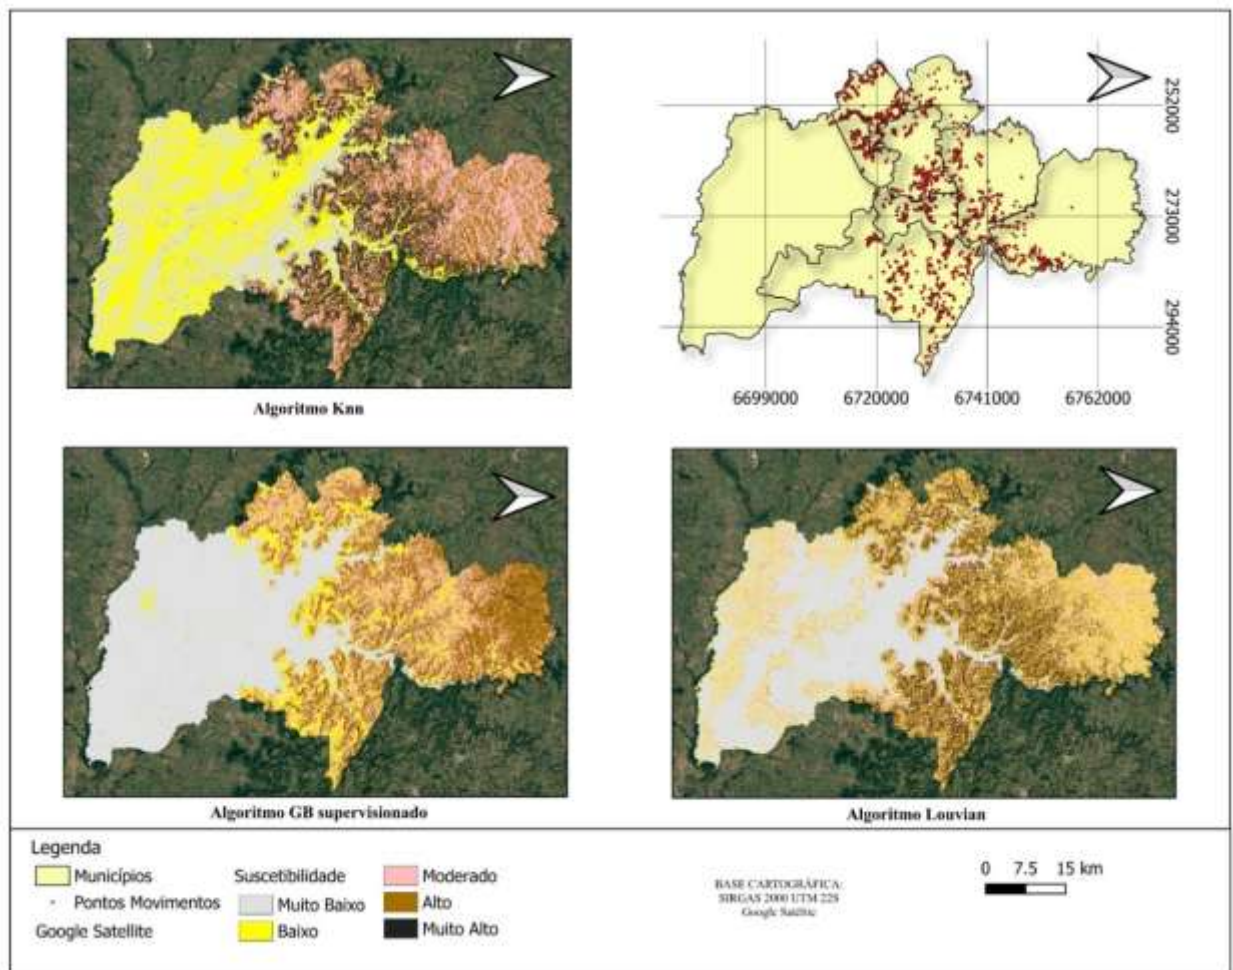 252000
273000
294000
6699000 6720000 6741000 6762000
Algoritmo Knn
Algoritmo GB supervisionado
Algoritmo Louvian
Legenda
Municípios
Pontos Movimentos
Google Satellite
Suscetibilidade
Muito Baixo
Baixo
Moderado
Alto
Muito Alto
BASE CARTOGRÁFICA:
SIRGAS 2000 UTM 22S
Google Satélite
0 7.5 15 km